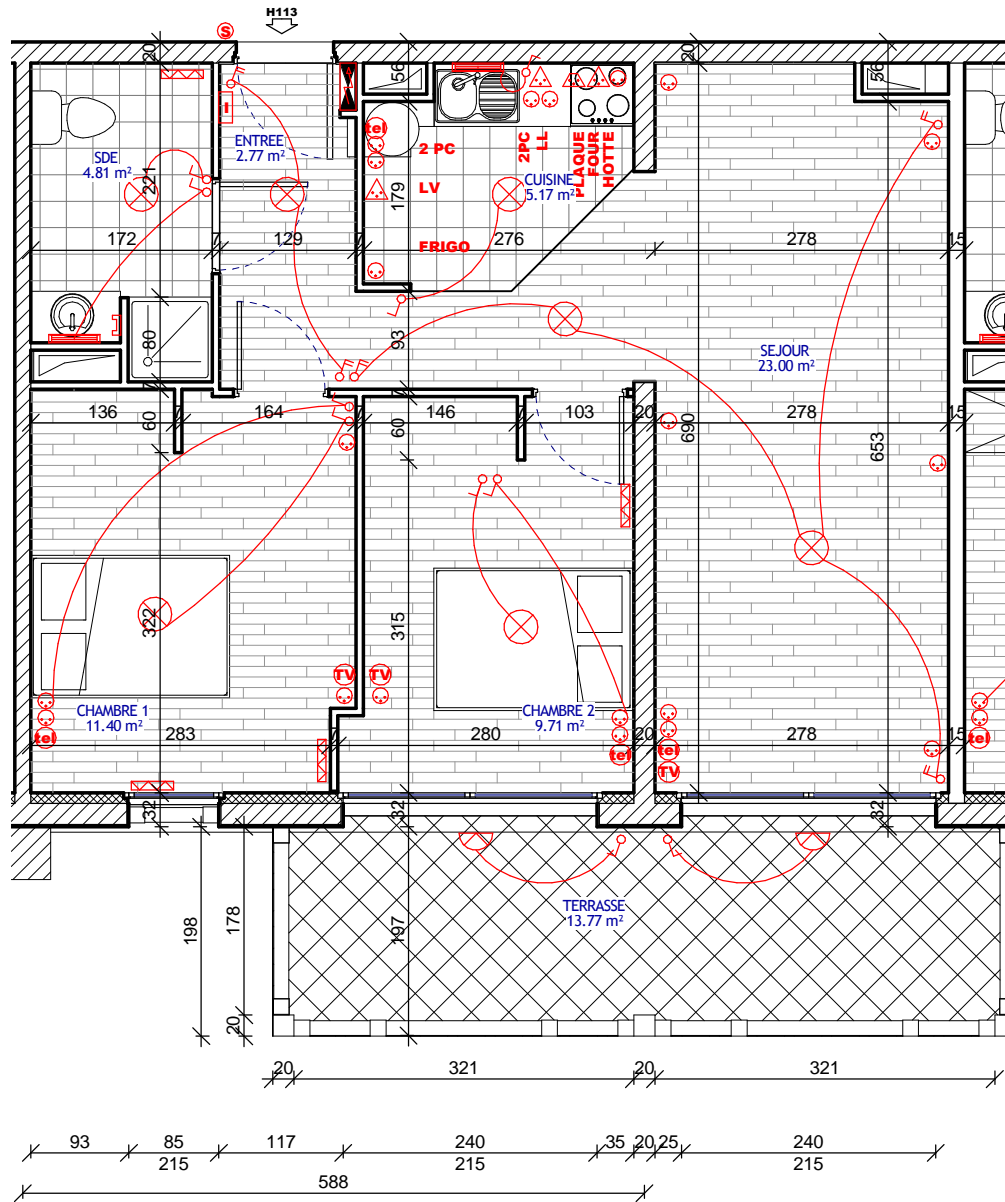 H113
S
20
56
20
56
I
tel
ENTREE
2.77 m²
2 PC
2PC
LL
PLAQUE
FOUR
HOTTE
SDE
4.81 m²
221
LV
179
CUISINE
5.17 m²
172
7
129
7
FRIGO
276
278
15
80
93
SEJOUR
23.00 m²
7
7
136
7
164
7
146
7
103
20
278
15
60
60
690
653
322
315
TV
TV
CHAMBRE 1
11.40 m²
CHAMBRE 2
9.71 m²
tel
283
7
280
20
278
15
tel
tel
tel
TV
32
32
32
TERRASSE
13.77 m²
198
178
197
20
20
321
20
321
93
85
117
240
35
20
25
240
215
215
215
588